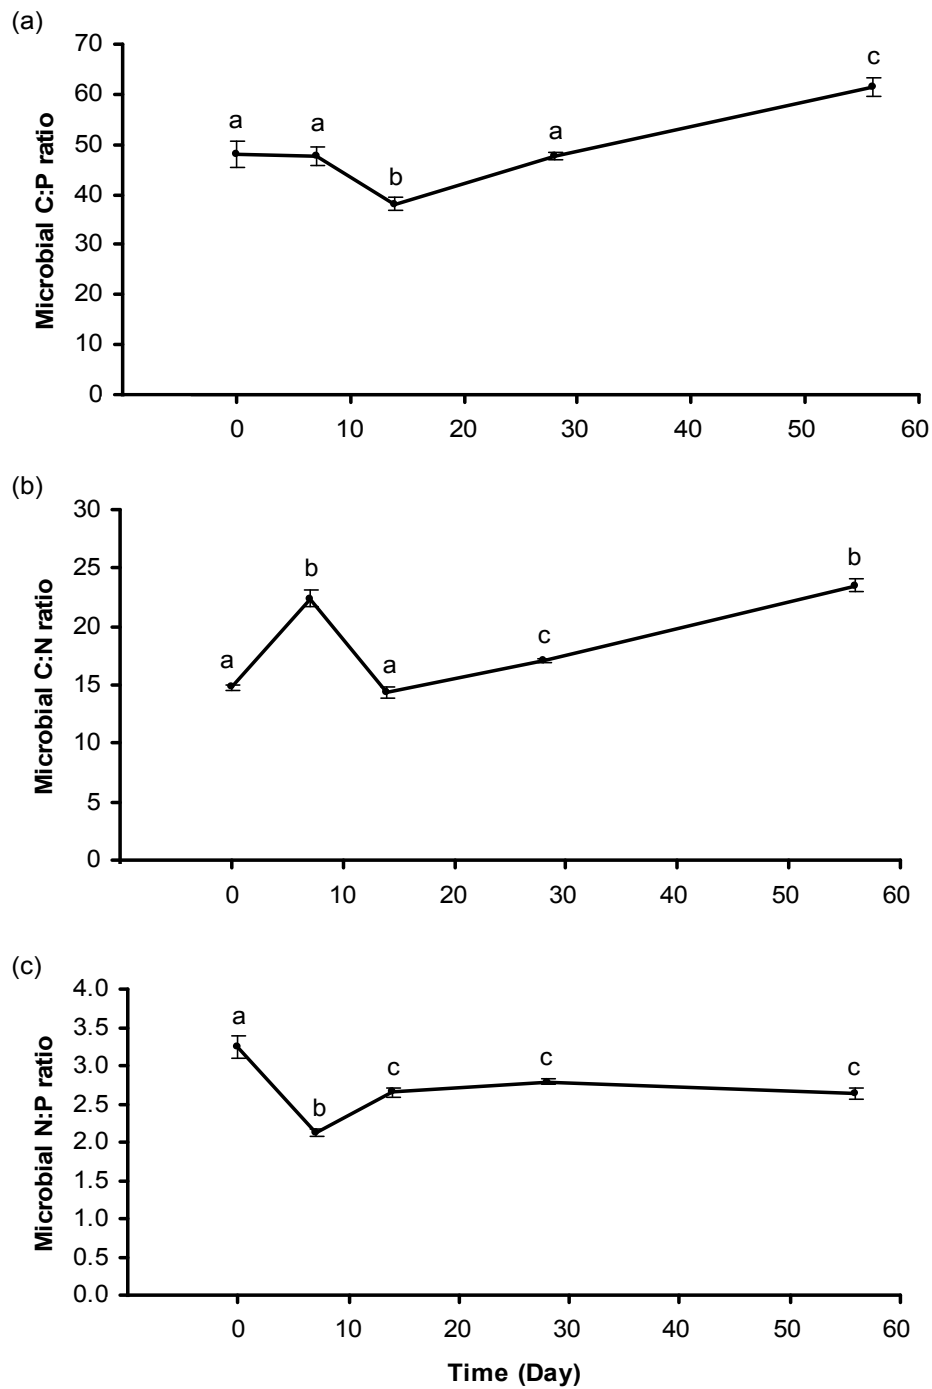 (a)
Microbial C:P ratio
70
60
50
40
30
20
10
0
a
a
b
a
c
0 10 20 30 40 50 60
(b)
Microbial C:N ratio
30
25
20
15
10
5
0
a
b
a
c
b
0 10 20 30 40 50 60
(c)
Microbial N:P ratio
4.0
3.5
3.0
2.5
2.0
1.5
1.0
0.5
0.0
a
b
c
c
c
0 10 20 30 40 50 60
Time (Day)